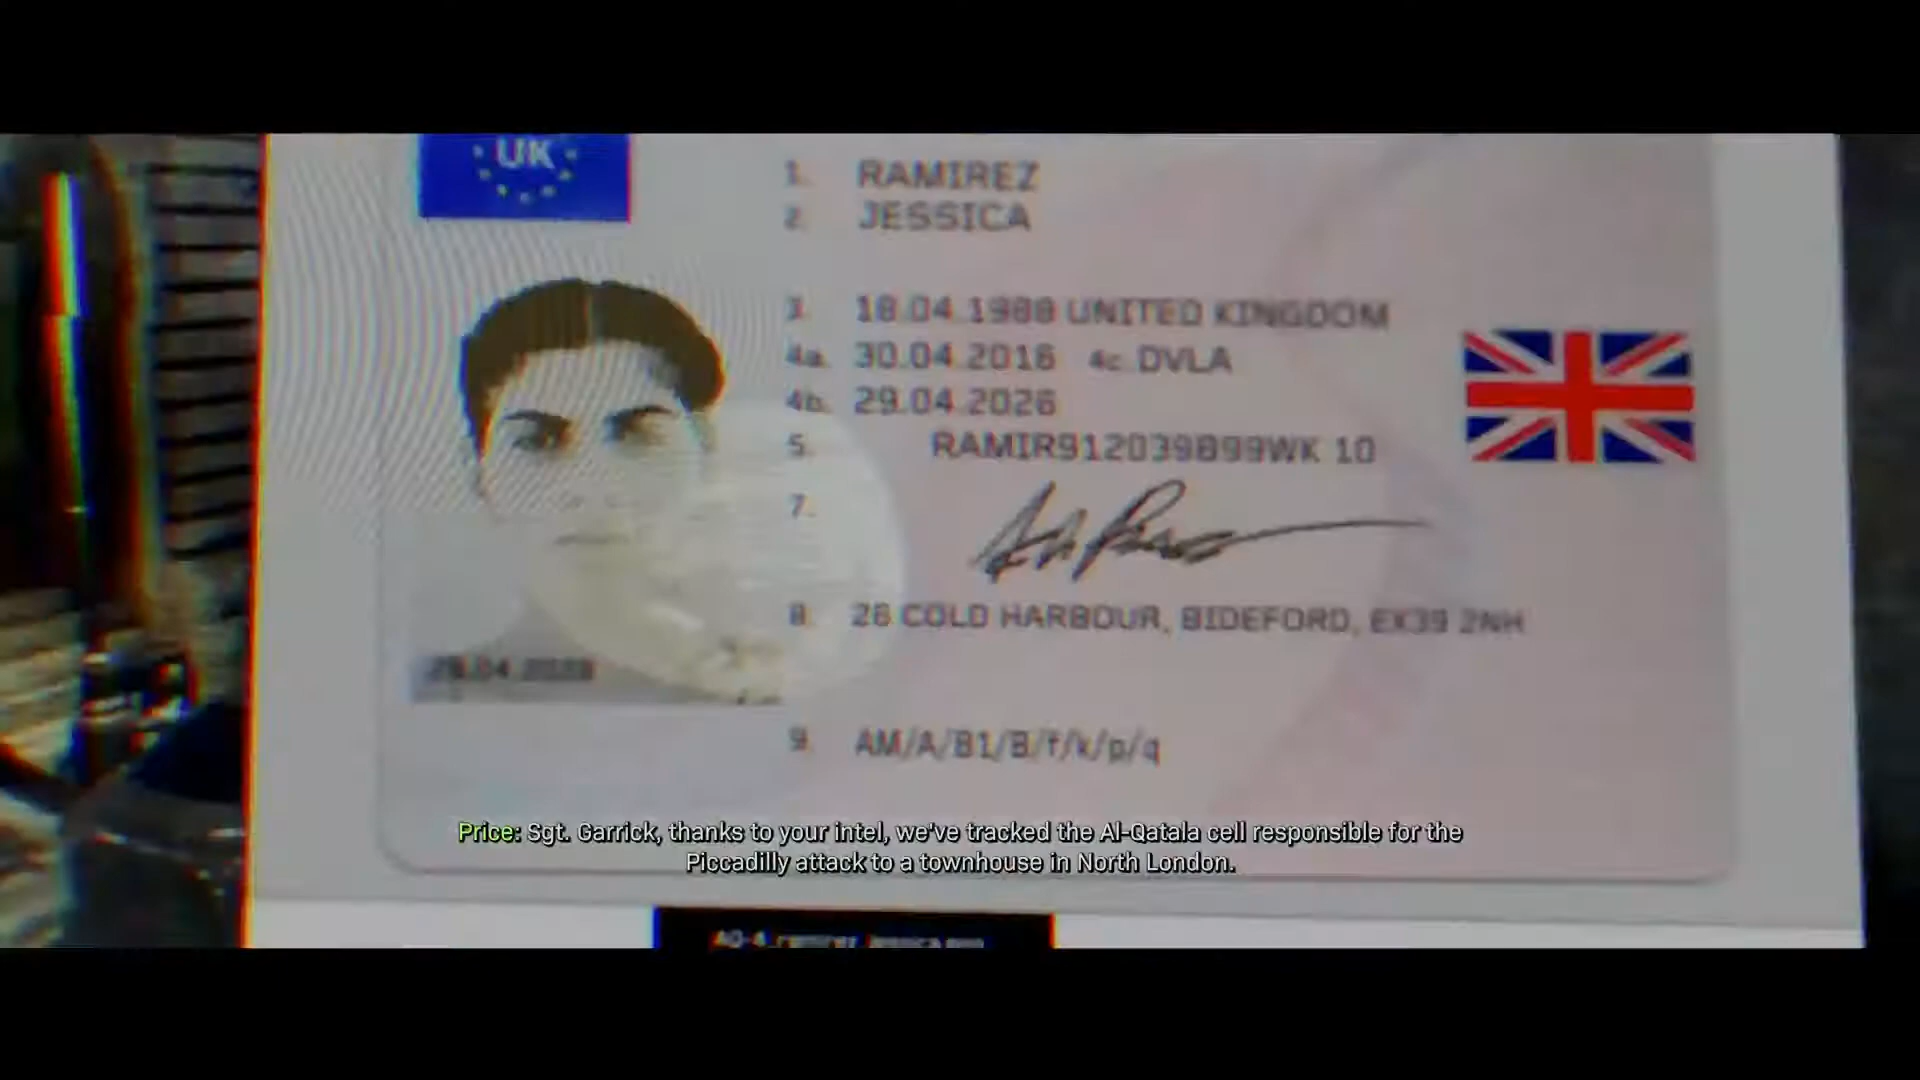 UK
1. RAMIREZ
2. JESSICA
3. 18.04.1988 UNITED KINGDOM
4a. 30.04.2016 4c. DVLA
4b. 29.04.2026
5. RAMIR912039899WK 10
7.
8. 26 COLD HARBOUR, BIDEFORD, EX39 2NH
9. AM/A/B1/B/f/k/p/q
Price: Sgt. Garrick, thanks to your intel, we've tracked the Al-Qatala cell responsible for the
Piccadilly attack to a townhouse in North London.